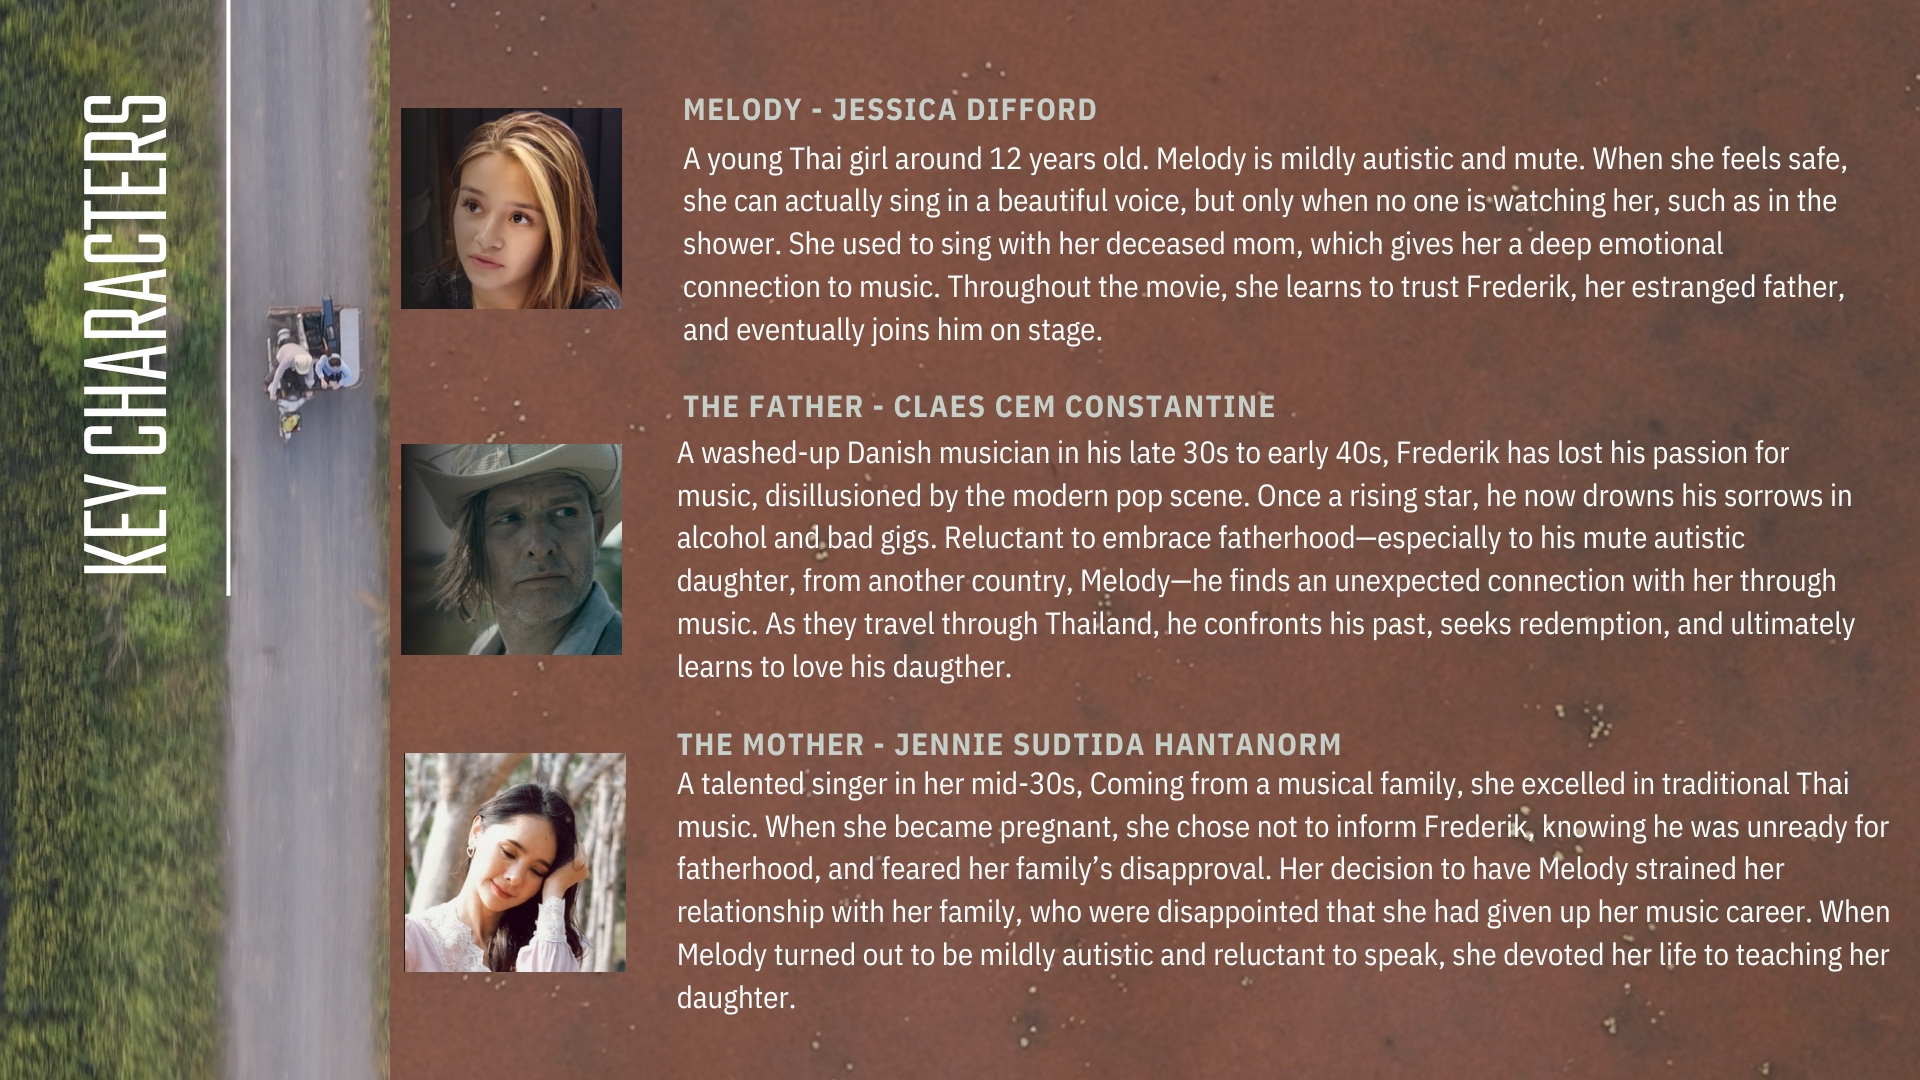 KEY CHARACTERS
MELODY - JESSICA DIFFORD
A young Thai girl around 12 years old. Melody is mildly autistic and mute. When she feels safe,
she can actually sing in a beautiful voice, but only when no one is watching her, such as in the
shower. She used to sing with her deceased mom, which gives her a deep emotional
connection to music. Throughout the movie, she learns to trust Frederik, her estranged father,
and eventually joins him on stage.
THE FATHER - CLAES CEM CONSTANTINE
A washed-up Danish musician in his late 30s to early 40s, Frederik has lost his passion for
music, disillusioned by the modern pop scene. Once a rising star, he now drowns his sorrows in
alcohol and bad gigs. Reluctant to embrace fatherhood—especially to his mute autistic
daughter, from another country, Melody—he finds an unexpected connection with her through
music. As they travel through Thailand, he confronts his past, seeks redemption, and ultimately
learns to love his daugther.
THE MOTHER - JENNIE SUDTIDA HANTANORM
A talented singer in her mid-30s, Coming from a musical family, she excelled in traditional Thai
music. When she became pregnant, she chose not to inform Frederik, knowing he was unready for
fatherhood, and feared her family’s disapproval. Her decision to have Melody strained her
relationship with her family, who were disappointed that she had given up her music career. When
Melody turned out to be mildly autistic and reluctant to speak, she devoted her life to teaching her
daughter.